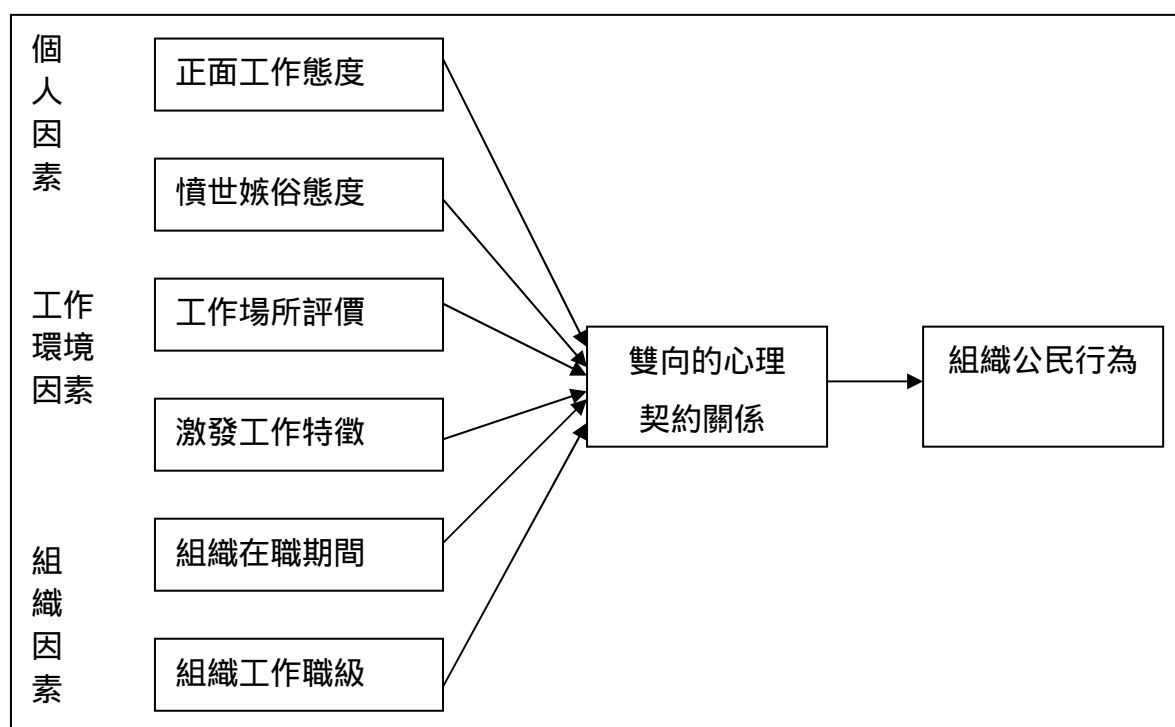 個
人
因
素
正面工作態度
憤世嫉俗態度
工作
環境
因素
工作場所評價
激發工作特徵
組
織
因
素
組織在職期間
組織工作職級
雙向的心理
契約關係
組織公民行為